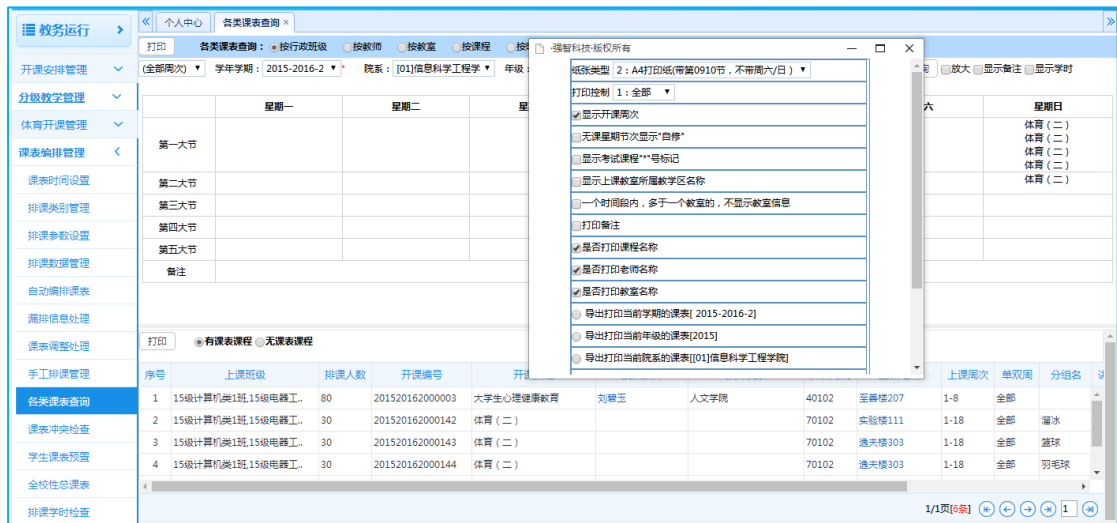 教务运行
个人中心 各类课表查询 ×
打印 各类课表查询： 按行政班级 按教师 按教室 按课程
(全部周次) 学年学期： 2015-2016-2 * 院系： [01]信息科学工程学 年级： 放大 显示备注 显示学时
开课安排管理
分级教学管理
体育开课管理
课表编排管理
课表时间设置
排课类别管理
排课参数设置
排课数据管理
自动编排课表
漏排信息处理
课表调整处理
手工排课管理
各类课表查询
课表冲突检查
学生课表预置
全校性总课表
排课学时检查
星期一 星期二 星 六 星期日
第一大节
体育（二）
体育（二）
体育（二）
体育（二）
第二大节 体育（二）
第三大节
第四大节
第五大节
备注
·强智科技-版权所有
纸张类型 2：A4打印纸(带第0910节，不带周六/日）
打印控制 1：全部
显示开课周次
无课星期节次显示"自修"
显示考试课程"*"号标记
显示上课教室所属教学区名称
一个时间段内，多于一个教室的，不显示教室信息
打印备注
是否打印课程名称
是否打印老师名称
是否打印教室名称
导出打印当前学期的课表[ 2015-2016-2]
导出打印当前年级的课表[2015]
导出打印当前院系的课表[[01]信息科学工程学院]
打印 有课表课程 无课表课程
序号 上课班级 排课人数 开课编号 上课周次 单双周 分组名
1 15级计算机类1班,15级电器工.. 80 201520162000003 大学生心理健康教育 刘碧玉 人文学院 40102 至善楼207 1-8 全部
2 15级计算机类1班,15级电器工.. 30 201520162000142 体育（二） 70102 实验楼111 1-18 全部 溜冰
3 15级计算机类1班,15级电器工.. 30 201520162000143 体育（二） 70102 逸夫楼303 1-18 全部 篮球
4 15级计算机类1班,15级电器工.. 30 201520162000144 体育（二） 70102 逸夫楼303 1-18 全部 羽毛球
1/1页[6条] 1